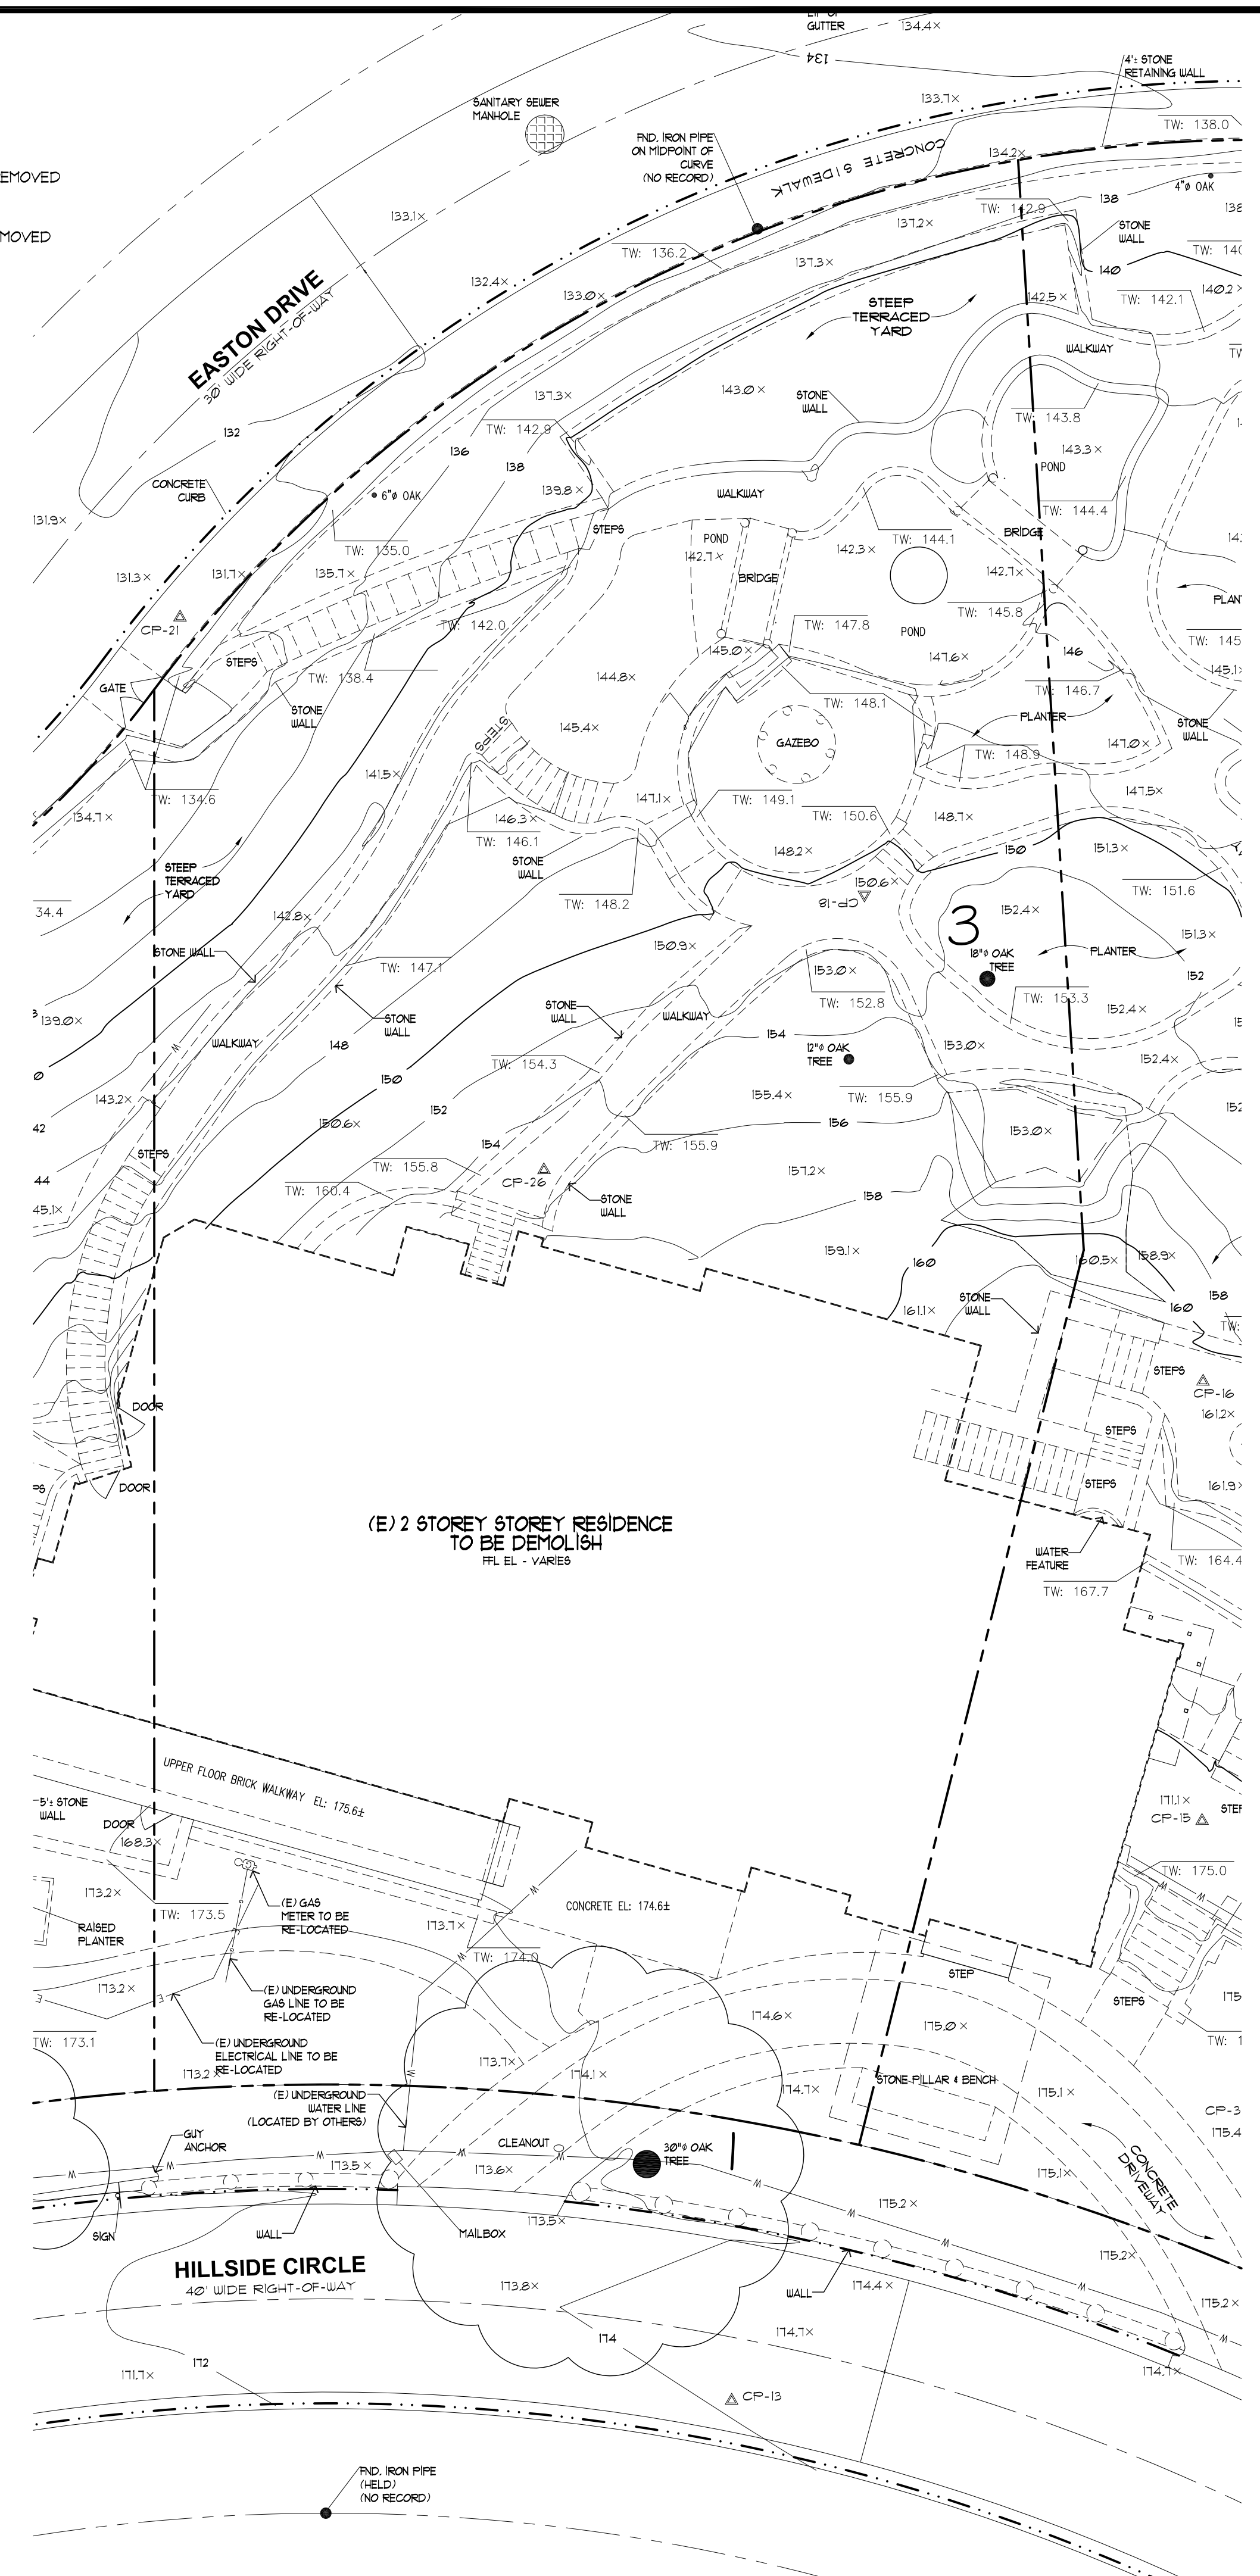 GUTTER
134.4×
134
4'± STONE
RETAINING WALL
SANITARY SEWER
MANHOLE
133.7×
TW: 138.0
FND. IRON PIPE
ON MIDPOINT OF
CURVE
(NO RECORD)
CONCRETE SIDEWALK
134.2×
EMOVED
4"ø OAK
138
TW: 142.9
133.1×
137.2×
STONE
WALL
MOVED
TW: 136.2
137.3×
140
132.4×
133.0×
142.5×
TW: 142.1
140.2×
EASTON DRIVE
30' WIDE RIGHT-OF-WAY
STEEP
TERRACED
YARD
WALKWAY
137.3×
143.0×
STONE
WALL
132
TW: 142.9
TW: 143.8
136
138
143.3×
POND
CONCRETE
CURB
6"ø OAK
139.8×
WALKWAY
TW: 144.4
131.9×
STEPS
TW: 135.0
POND
142.7×
142.3×
TW: 144.1
BRIDGE
131.3×
131.7×
135.7×
BRIDGE
142.7×
CP-21
TW: 142.0
TW: 147.8
TW: 145.8
POND
STEPS
145.0×
147.6×
146
GATE
TW: 138.4
144.8×
TW: 148.1
TW: 146.7
STONE
WALL
145.4×
STEPS
GAZEBO
PLANTER
STONE
WALL
147.0×
TW: 148.9
141.5×
TW: 134.6
147.1×
TW: 149.1
147.5×
134.7×
146.3×
TW: 150.6
148.7×
TW: 146.1
148.2×
150
151.3×
STEEP
TERRACED
YARD
STONE
WALL
150.6×
CP-18
TW: 151.6
34.4
142.8×
TW: 148.2
3
152.4×
151.3×
STONE WALL
150.9×
18"ø OAK
TREE
PLANTER
TW: 147.1
153.0×
152
139.0×
STONE
WALL
STONE
WALL
WALKWAY
TW: 152.8
TW: 153.3
152.4×
WALKWAY
148
154
12"ø OAK
TREE
153.0×
TW: 154.3
152.4×
143.2×
150
152
155.4×
TW: 155.9
42
150.6×
154
156
153.0×
STEPS
TW: 155.8
TW: 155.9
157.2×
44
CP-26
TW: 160.4
158
45.1×
STONE
WALL
159.1×
160
160.5×
158.9×
161.1×
STONE
WALL
160
158
STEPS
CP-16
DOOR
161.2×
STEPS
DOOR
STEPS
161.9×
(E) 2 STOREY STOREY RESIDENCE
TO BE DEMOLISH
FFL EL - VARIES
WATER
FEATURE
TW: 164.4
TW: 167.7
UPPER FLOOR BRICK WALKWAY EL: 175.6±
5'± STONE
WALL
171.1×
CP-15
DOOR
168.3×
TW: 175.0
173.2×
(E) GAS
METER TO BE
RE-LOCATED
CONCRETE EL: 174.6±
TW: 173.5
173.7×
RAISED
PLANTER
TW: 174.0
STEP
173.2×
(E) UNDERGROUND
GAS LINE TO BE
RE-LOCATED
STEPS
174.6×
175.0×
TW: 173.1
(E) UNDERGROUND
ELECTRICAL LINE TO BE
RE-LOCATED
173.7×
173.2×
174.1×
174.7×
STONE PILLAR & BENCH
(E) UNDERGROUND
WATER LINE
(LOCATED BY OTHERS)
175.1×
CP-3
175.4
GUY
ANCHOR
CLEANOUT
30"ø OAK
TREE
1
CONCRETE
DRIVEWAY
173.5×
173.6×
175.1×
175.2×
SIGN
WALL
MAILBOX
173.5×
175.2×
HILLSIDE CIRCLE
40' WIDE RIGHT-OF-WAY
173.8×
WALL
174.4×
175.2×
174
174.7×
171.7×
172
174.7×
CP-13
FND. IRON PIPE
(HELD)
(NO RECORD)